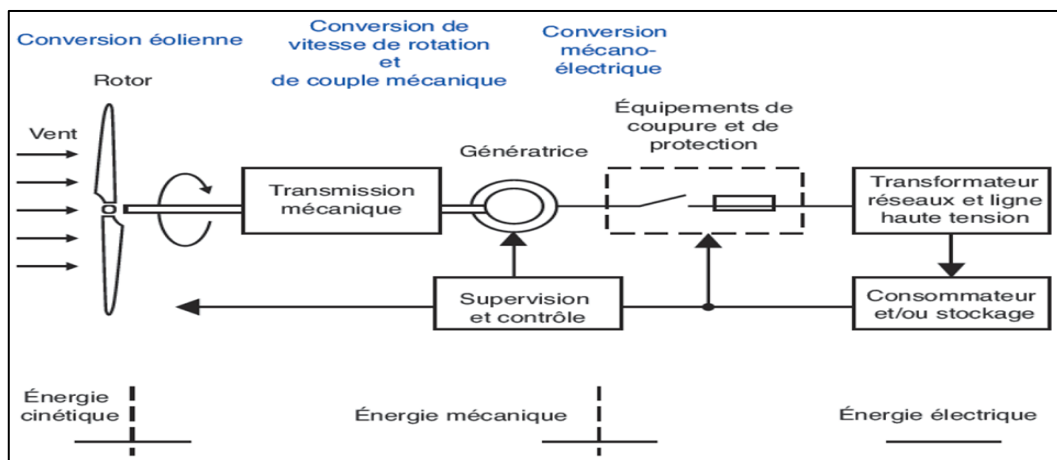 Conversion éolienne
Conversion de
vitesse de rotation
et
de couple mécanique
Conversion
mécano-
électrique
Rotor
Vent
Transmission
mécanique
Génératrice
Équipements de
coupure et de
protection
Transformateur
réseaux et ligne
haute tension
Supervision
et contrôle
Consommateur
et/ou stockage
Énergie
cinétique
Énergie mécanique
Énergie électrique